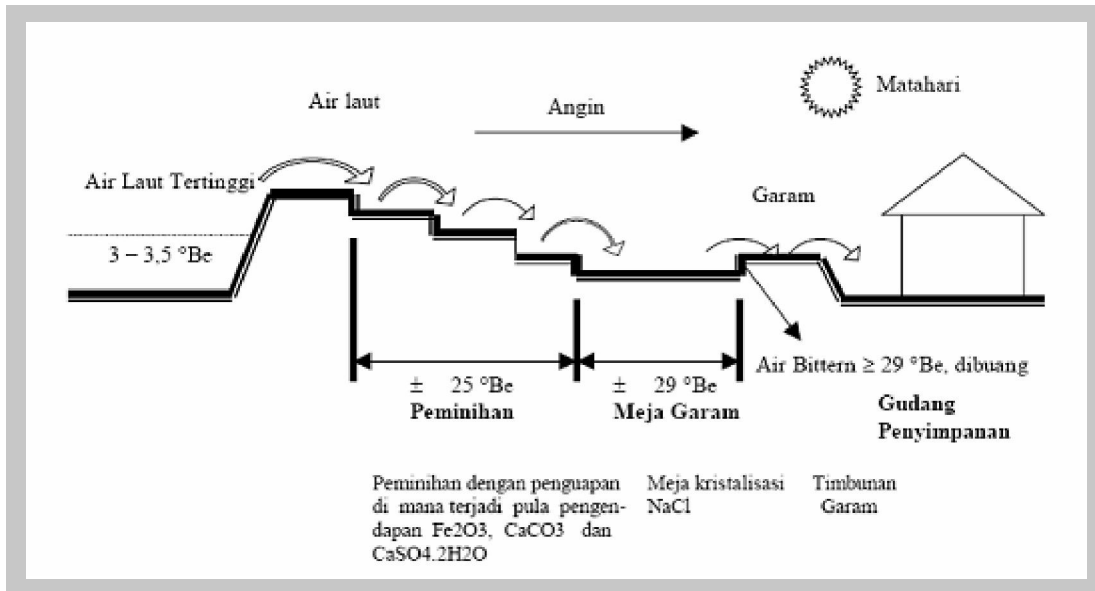 Matahari
Air laut
Angin
Air Laut Tertinggi
Garam
3 – 3,5 °Be
Air Bittern ≥ 29 °Be, dibuang
± 25 °Be
Peminihan
± 29 °Be
Meja Garam
Gudang
Penyimpanan
Peminihan dengan penguapan
di mana terjadi pula pengen-
dapan Fe2O3, CaCO3 dan
CaSO4.2H2O
Meja kristalisasi
NaCl
Timbunan
Garam